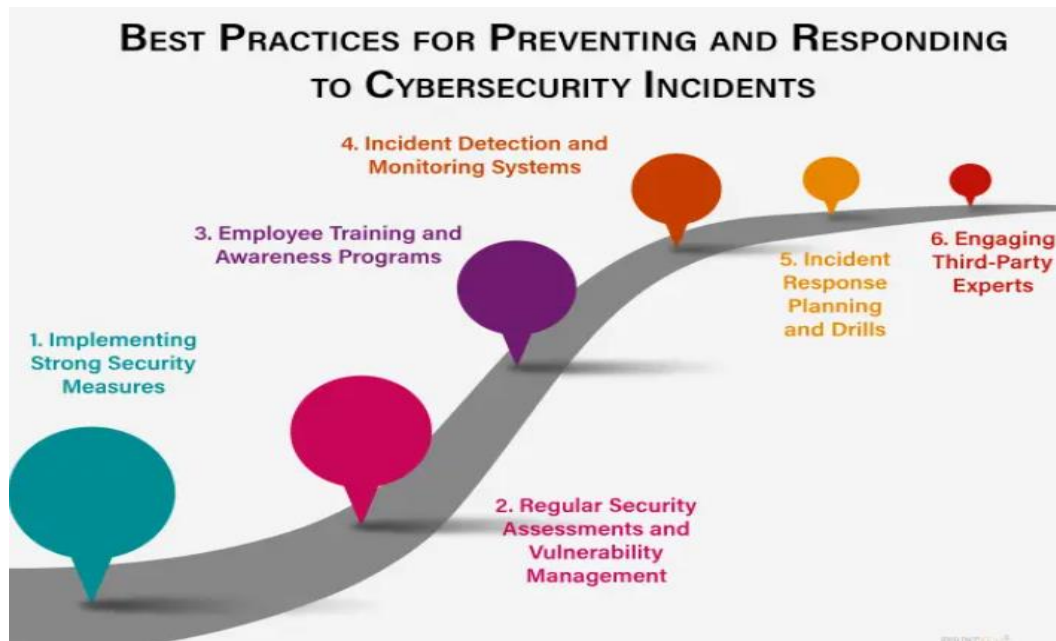 BEST PRACTICES FOR PREVENTING AND RESPONDING
TO CYBERSECURITY INCIDENTS
1. Implementing
Strong Security
Measures
2. Regular Security
Assessments and
Vulnerability
Management
3. Employee Training and
Awareness Programs
4. Incident Detection and
Monitoring Systems
5. Incident
Response
Planning
and Drills
6. Engaging
Third-Party
Experts